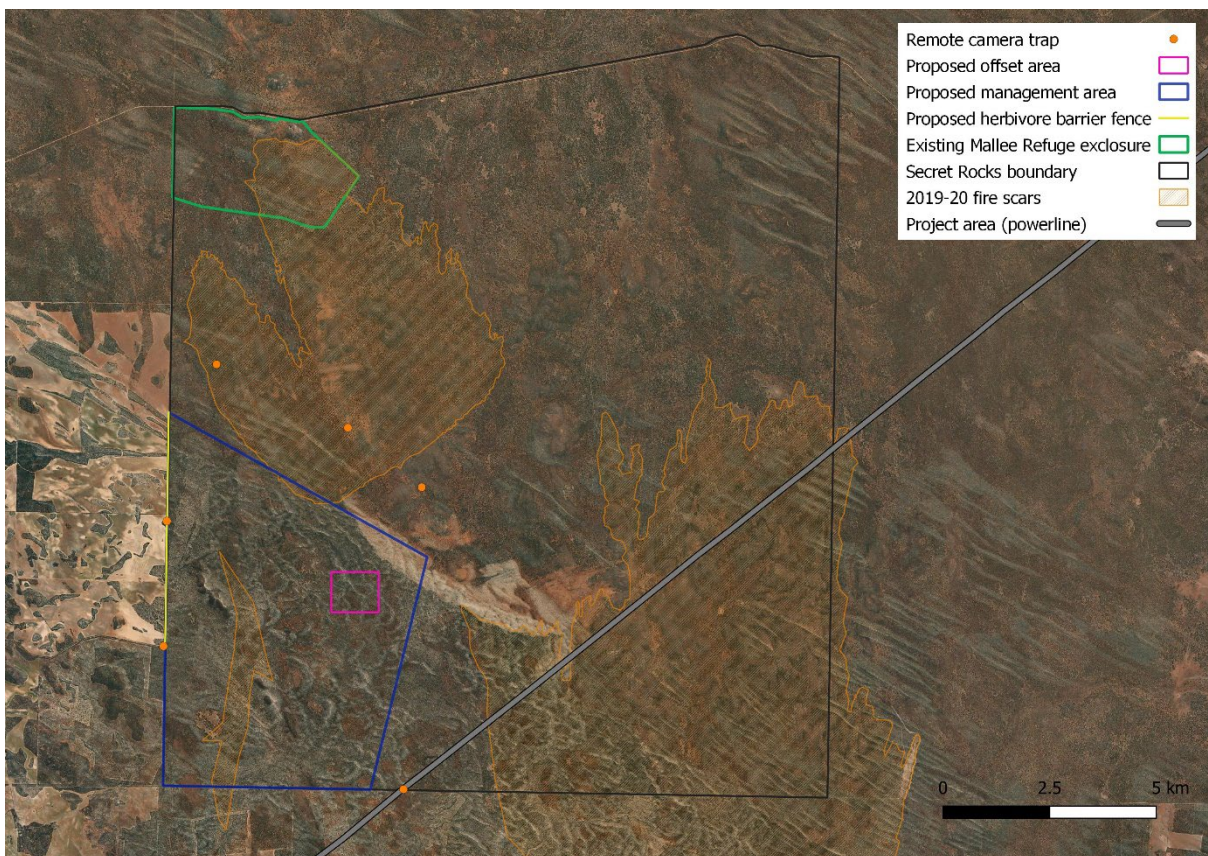 Remote camera trap
Proposed offset area
Proposed management area
Proposed herbivore barrier fence
Existing Mallee Refuge exclosure
Secret Rocks boundary
2019-20 fire scars
Project area (powerline)
0 2.5 5 km